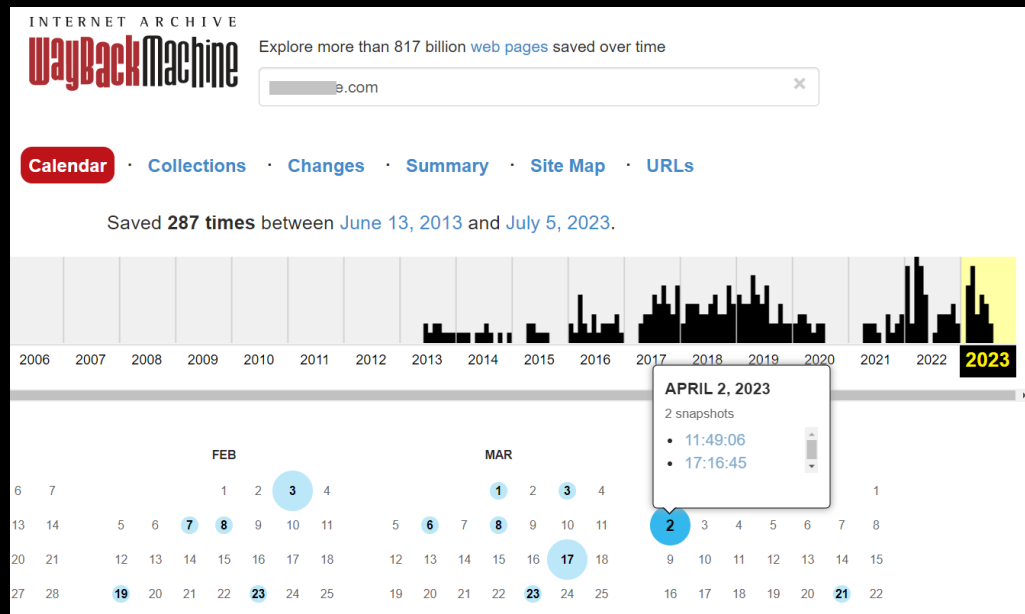 INTERNET ARCHIVE
WayBackMachine
Explore more than 817 billion web pages saved over time
e.com ×
Calendar · Collections · Changes · Summary · Site Map · URLs
Saved 287 times between June 13, 2013 and July 5, 2023.
2006 2007 2008 2009 2010 2011 2012 2013 2014 2015 2016 2017 2018 2019 2020 2021 2022 2023
APRIL 2, 2023
2 snapshots
• 11:49:06
• 17:16:45
FEB MAR
6 7 1 2 3 4 1 2 3 4 1
13 14 5 6 7 8 9 10 11 5 6 7 8 9 10 11 2 3 4 5 6 7 8
20 21 12 13 14 15 16 17 18 12 13 14 15 16 17 18 9 10 11 12 13 14 15
27 28 19 20 21 22 23 24 25 19 20 21 22 23 24 25 16 17 18 19 20 21 22